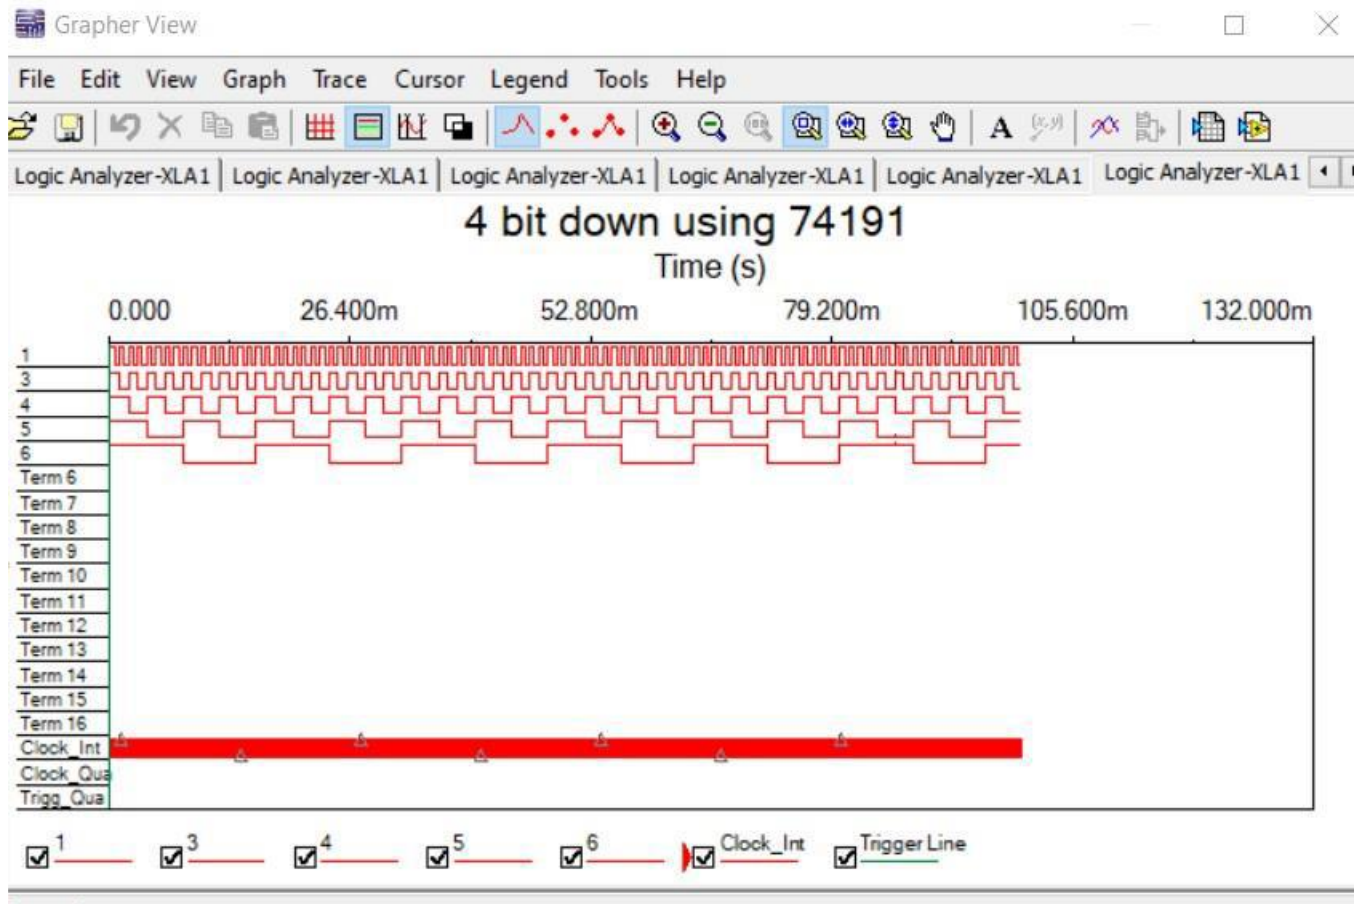 Grapher View
File Edit View Graph Trace Cursor Legend Tools Help
A (x,y)
Logic Analyzer-XLA1 Logic Analyzer-XLA1 Logic Analyzer-XLA1 Logic Analyzer-XLA1 Logic Analyzer-XLA1 Logic Analyzer-XLA1
4 bit down using 74191
Time (s)
0.000 26.400m 52.800m 79.200m 105.600m 132.000m
1
3
4
5
6
Term 6
Term 7
Term 8
Term 9
Term 10
Term 11
Term 12
Term 13
Term 14
Term 15
Term 16
Clock_Int
Clock_Qua
Trigg_Qua
1 3 4 5 6 Clock_Int Trigger Line